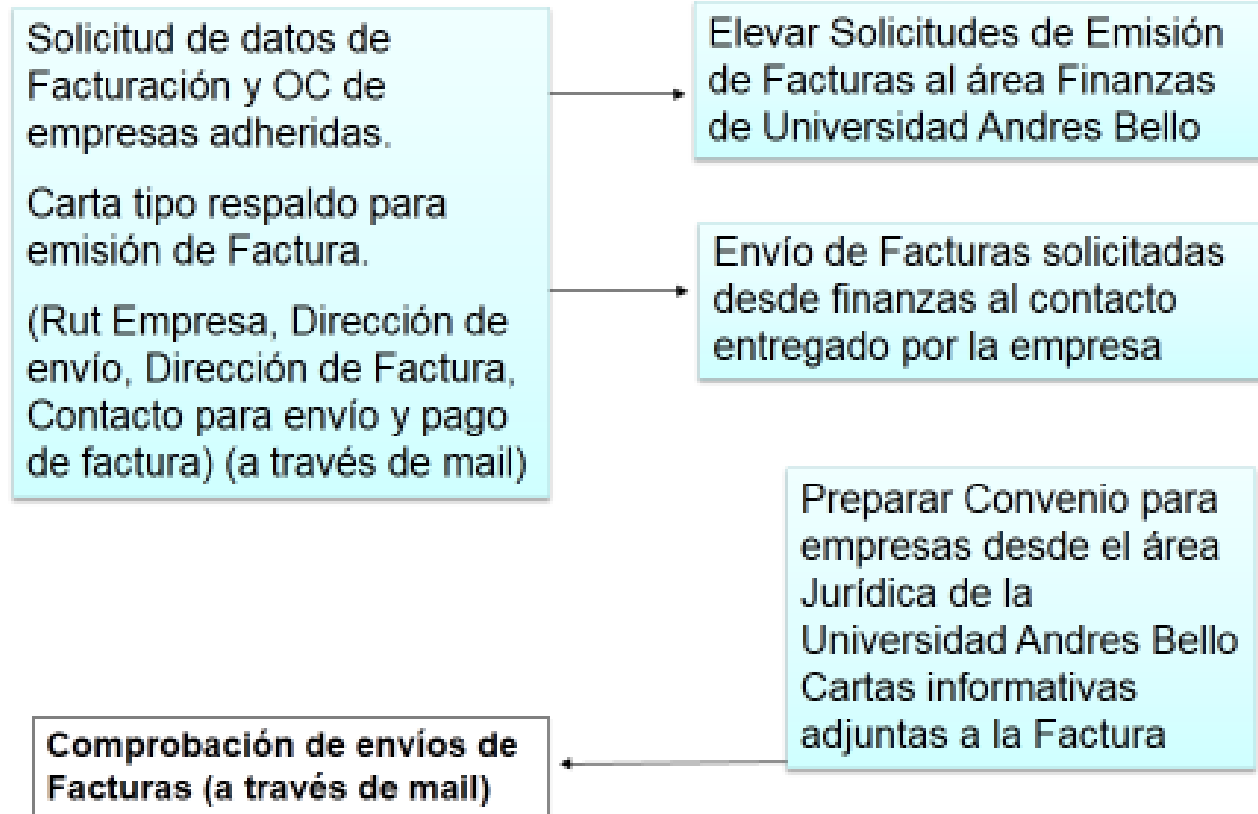 Solicitud de datos de
Facturación y OC de
empresas adheridas.
Carta tipo respaldo para
emisión de Factura.
(Rut Empresa, Dirección de
envío, Dirección de Factura,
Contacto para envío y pago
de factura) (a través de mail)
Elevar Solicitudes de Emisión
de Facturas al área Finanzas
de Universidad Andres Bello
Envío de Facturas solicitadas
desde finanzas al contacto
entregado por la empresa
Preparar Convenio para
empresas desde el área
Jurídica de la
Universidad Andres Bello
Cartas informativas
adjuntas a la Factura
Comprobación de envíos de
Facturas (a través de mail)